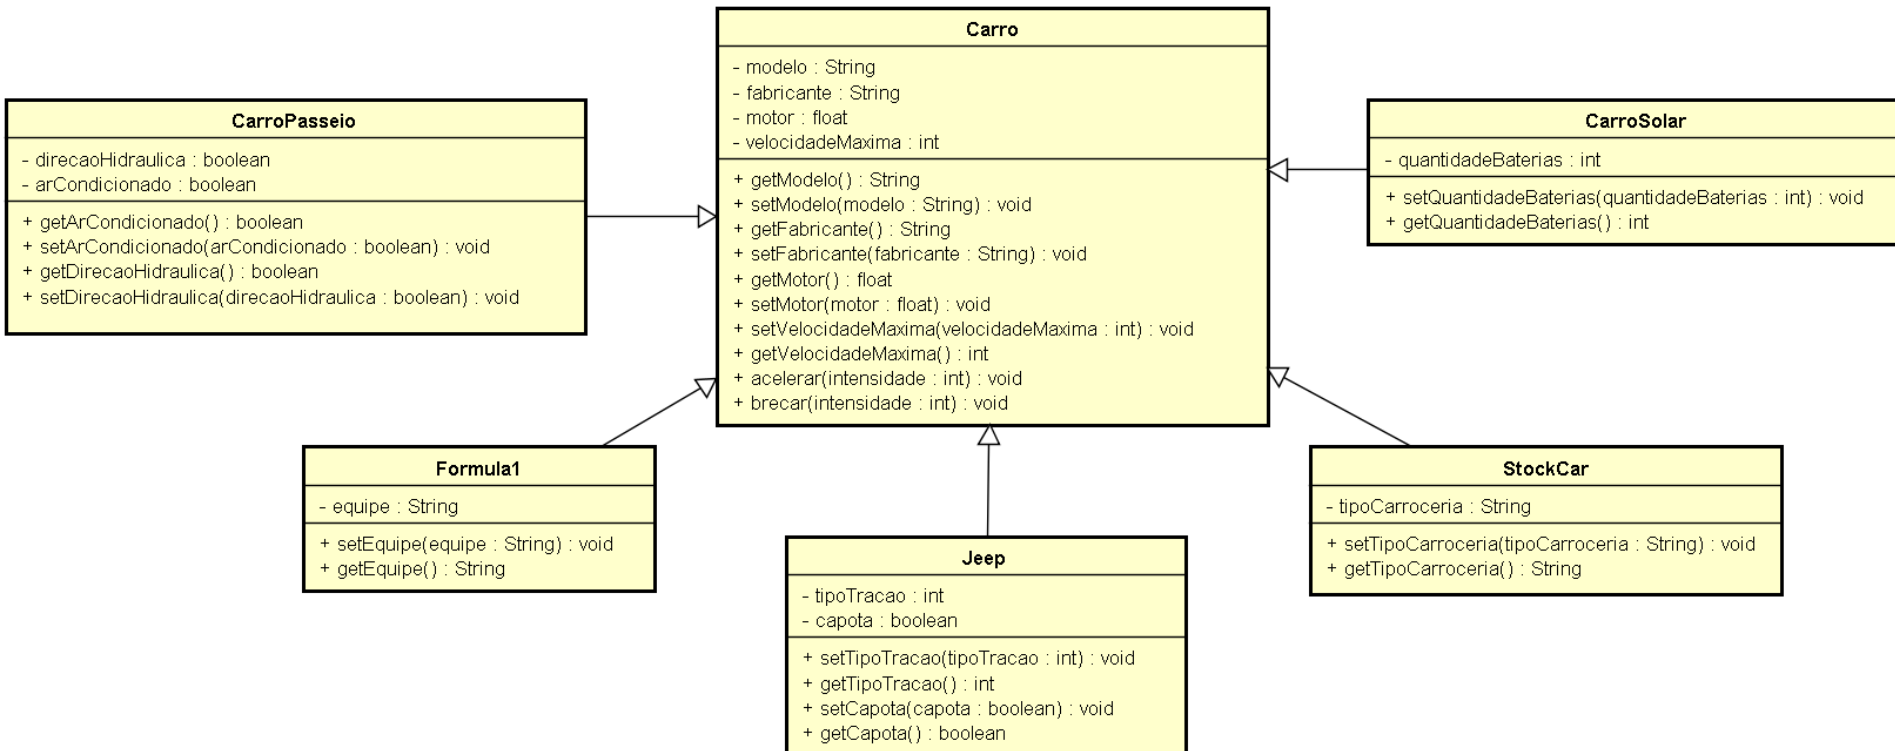 Carro
- modelo : String
- fabricante : String
- motor : float
- velocidadeMaxima : int
+ getModelo() : String
+ setModelo(modelo : String) : void
+ getFabricante() : String
+ setFabricante(fabricante : String) : void
+ getMotor() : float
+ setMotor(motor : float) : void
+ setVelocidadeMaxima(velocidadeMaxima : int) : void
+ getVelocidadeMaxima() : int
+ acelerar(intensidade : int) : void
+ brecar(intensidade : int) : void
CarroPasseio
- direcaoHidraulica : boolean
- arCondicionado : boolean
+ getArCondicionado() : boolean
+ setArCondicionado(arCondicionado : boolean) : void
+ getDirecaoHidraulica() : boolean
+ setDirecaoHidraulica(direcaoHidraulica : boolean) : void
CarroSolar
- quantidadeBaterias : int
+ setQuantidadeBaterias(quantidadeBaterias : int) : void
+ getQuantidadeBaterias() : int
Formula1
- equipe : String
+ setEquipe(equipe : String) : void
+ getEquipe() : String
Jeep
- tipoTracao : int
- capota : boolean
+ setTipoTracao(tipoTracao : int) : void
+ getTipoTracao() : int
+ setCapota(capota : boolean) : void
+ getCapota() : boolean
StockCar
- tipoCarroceria : String
+ setTipoCarroceria(tipoCarroceria : String) : void
+ getTipoCarroceria() : String